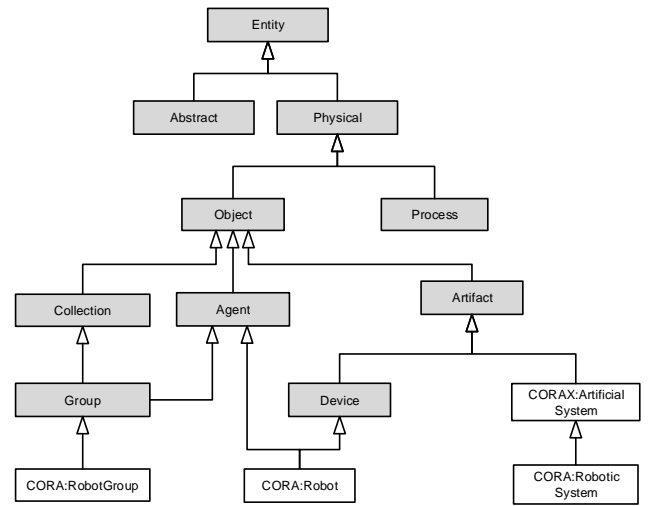 Entity
Abstract
Physical
Object
Process
Collection
Agent
Artifact
Group
Device
CORAX:Artificial
System
CORA:RobotGroup
CORA:Robot
CORA:Robotic
System